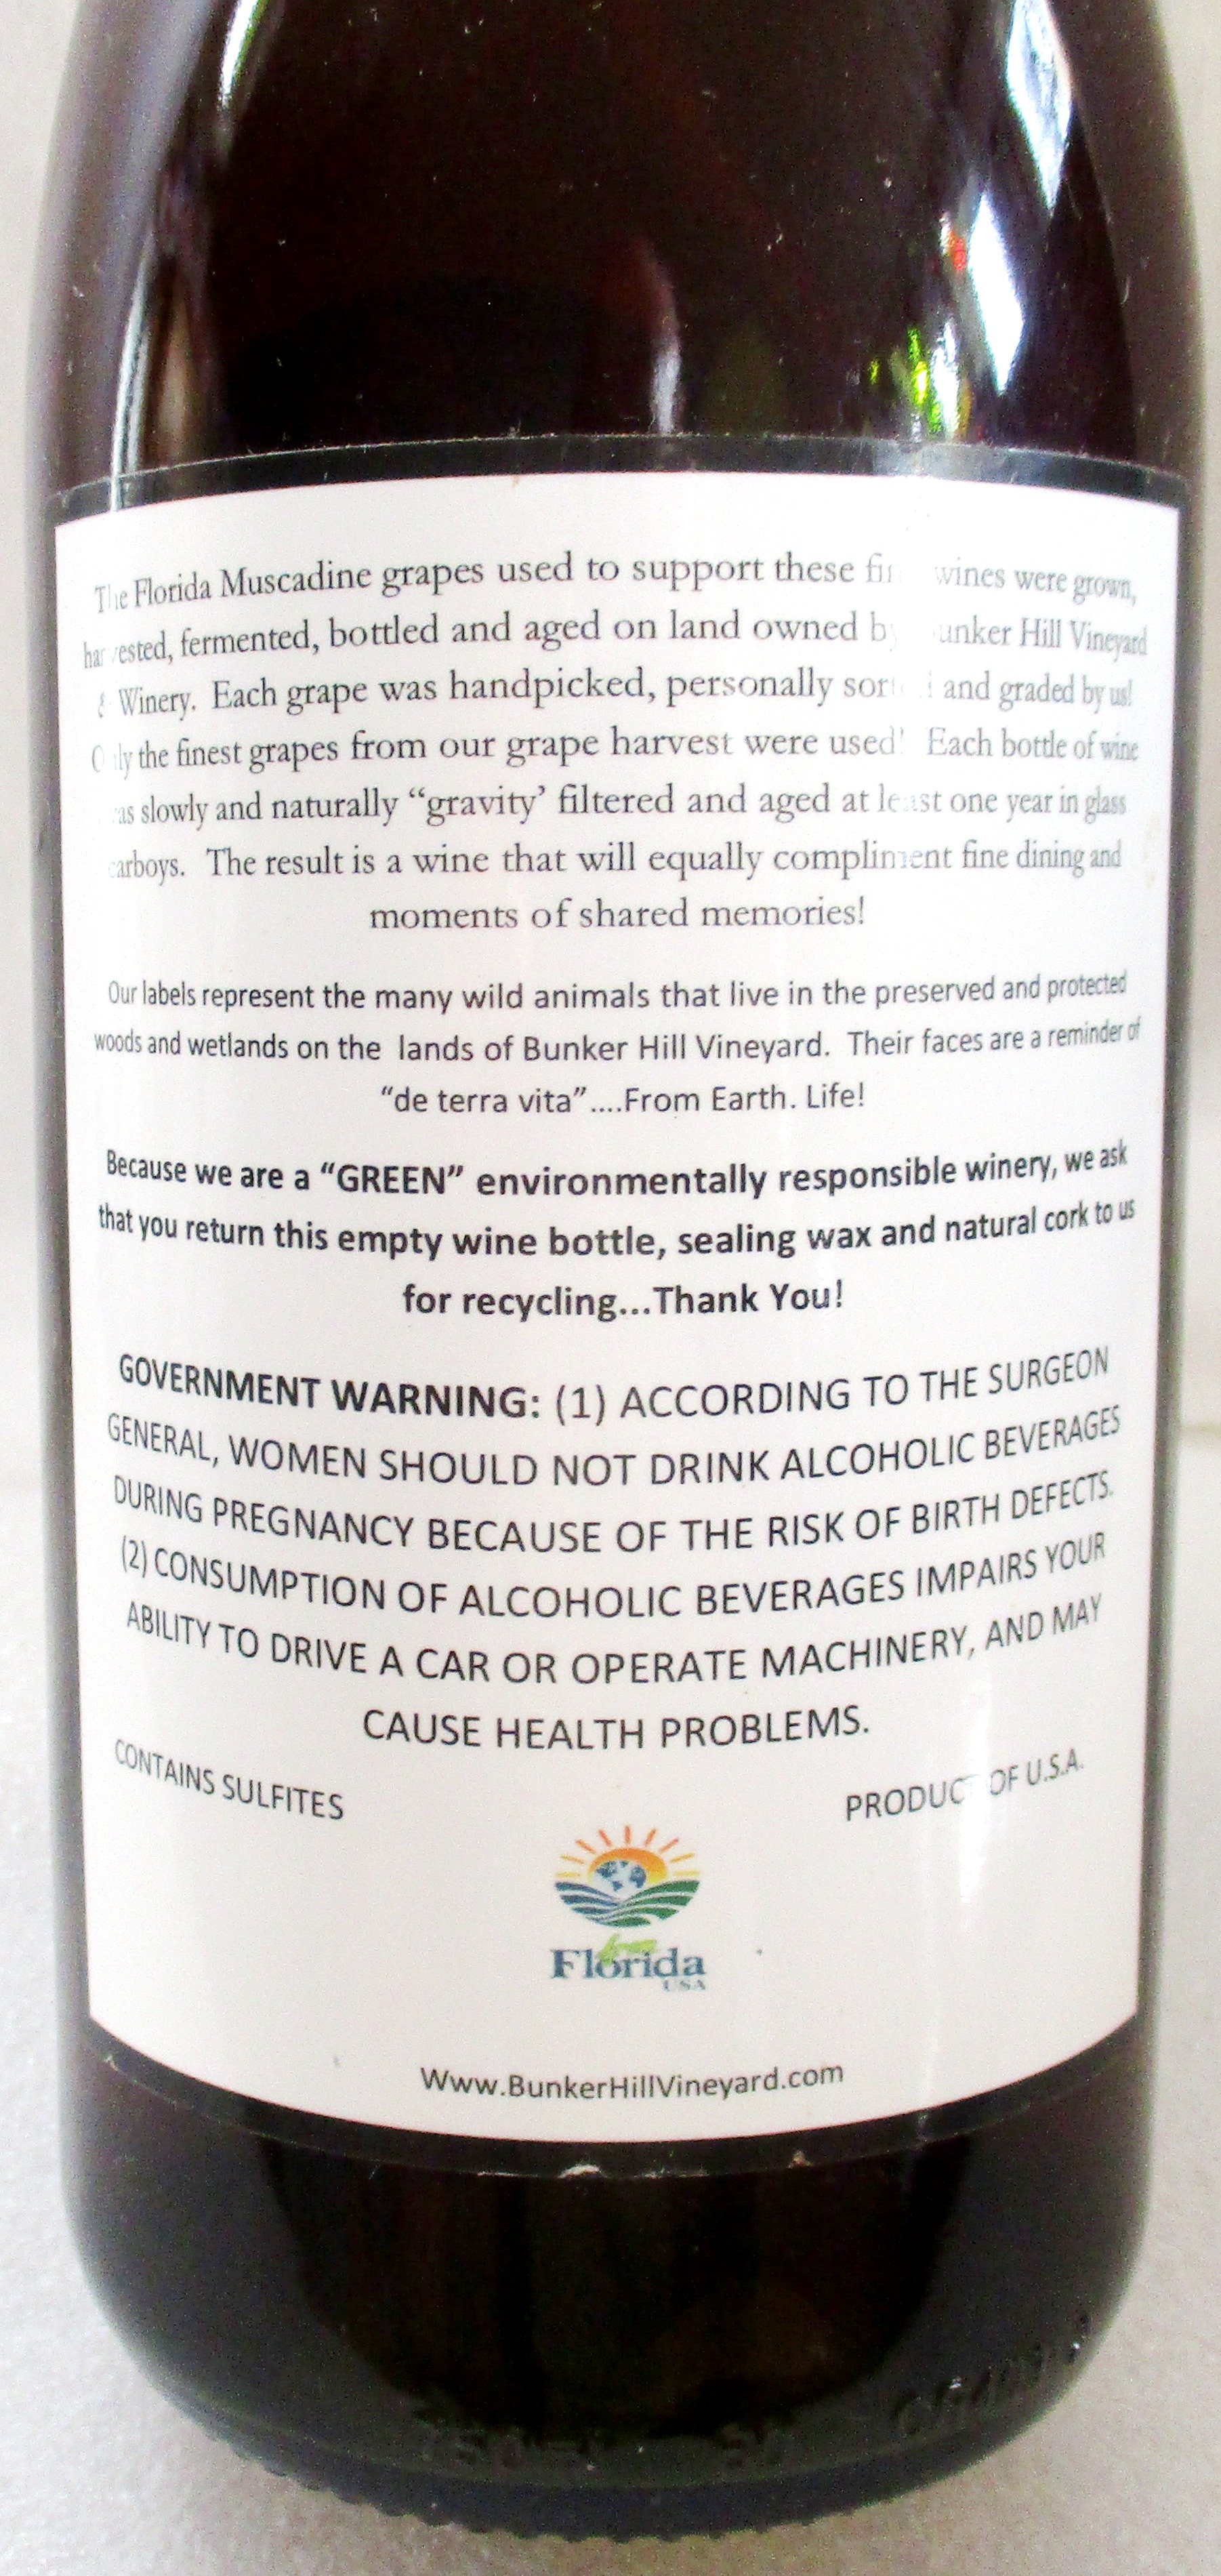 The Florida Muscadine grapes used to support these wines were grown,
harvested, fermented, bottled and aged on land owned by Bunker Hill Vineyard
& Winery. Each grape was handpicked, personally sorted and graded by us!
Only the finest grapes from our grape harvest were used! Each bottle of wine
was slowly and naturally “gravity’ filtered and aged at least one year in glass
carboys. The result is a wine that will equally compliment fine dining and
moments of shared memories!
Our labels represent the many wild animals that live in the preserved and protected
woods and wetlands on the lands of Bunker Hill Vineyard. Their faces are a reminder of
“de terra vita”....From Earth. Life!
Because we are a “GREEN” environmentally responsible winery, we ask
that you return this empty wine bottle, sealing wax and natural cork to us
for recycling...Thank You!
GOVERNMENT WARNING: (1) ACCORDING TO THE SURGEON
GENERAL, WOMEN SHOULD NOT DRINK ALCOHOLIC BEVERAGES
DURING PREGNANCY BECAUSE OF THE RISK OF BIRTH DEFECTS.
(2) CONSUMPTION OF ALCOHOLIC BEVERAGES IMPAIRS YOUR
ABILITY TO DRIVE A CAR OR OPERATE MACHINERY, AND MAY
CAUSE HEALTH PROBLEMS.
CONTAINS SULFITES PRODUCT OF U.S.A.
Florida
USA
Www.BunkerHillVineyard.com